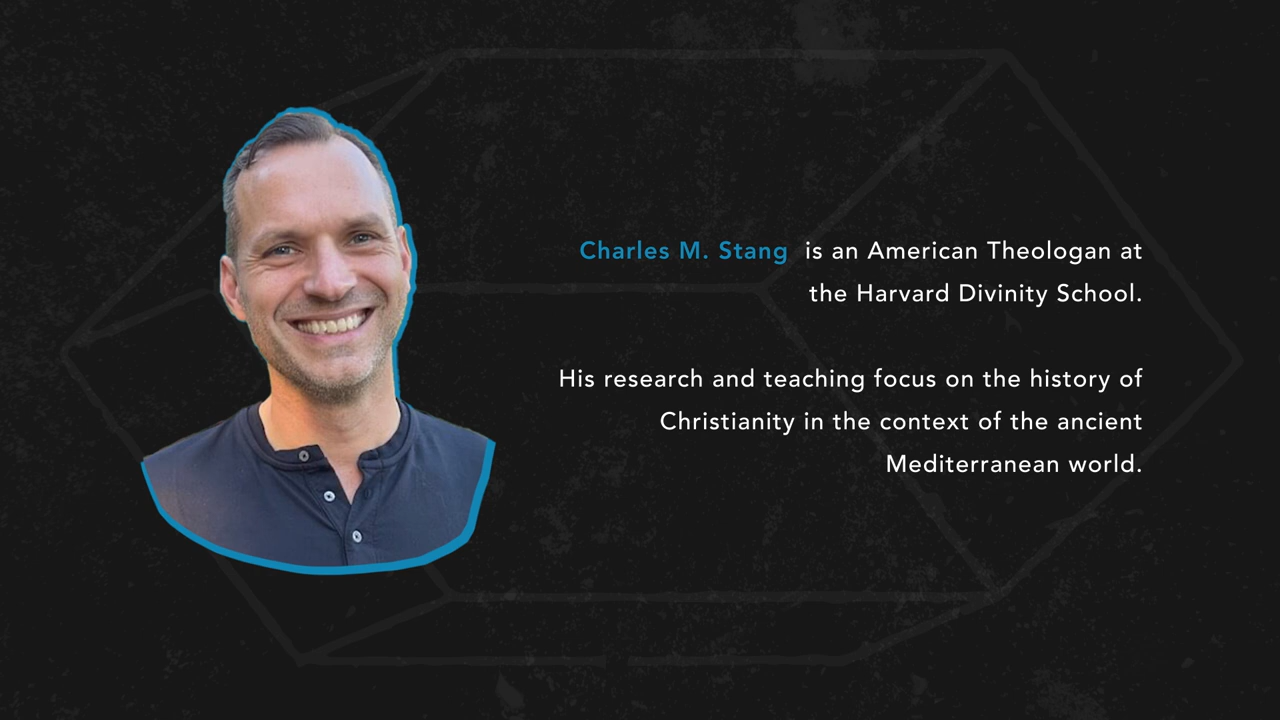 Charles M. Stang is an American Theologan at
the Harvard Divinity School.
His research and teaching focus on the history of
Christianity in the context of the ancient
Mediterranean world.